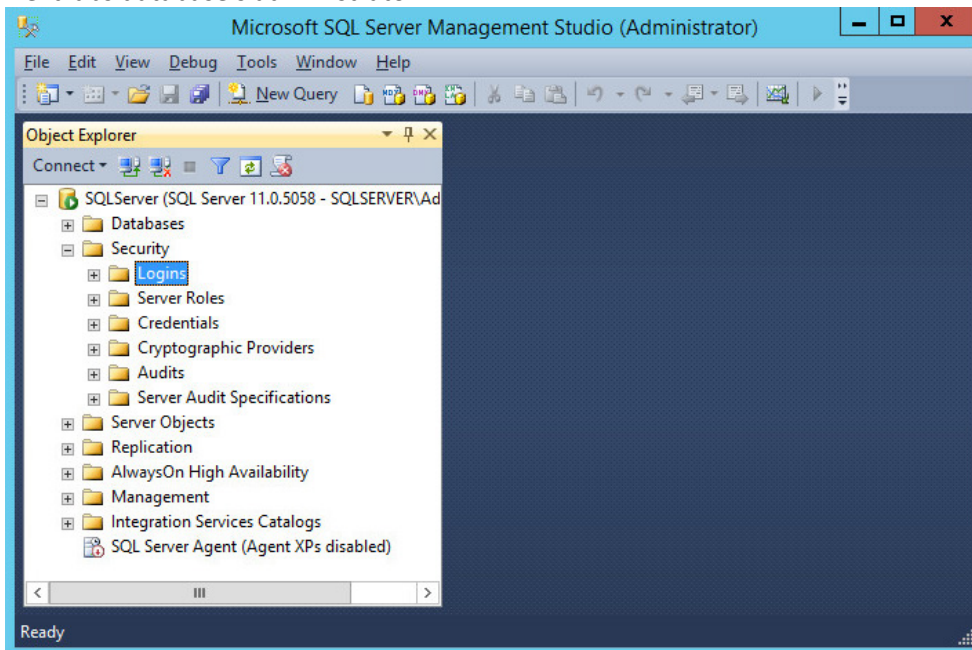 Microsoft SQL Server Management Studio (Administrator)
File Edit View Debug Tools Window Help
New Query
Object Explorer
Connect
SQLServer (SQL Server 11.0.5058 - SQLSERVER\Ad
Databases
Security
Logins
Server Roles
Credentials
Cryptographic Providers
Audits
Server Audit Specifications
Server Objects
Replication
AlwaysOn High Availability
Management
Integration Services Catalogs
SQL Server Agent (Agent XPs disabled)
Ready